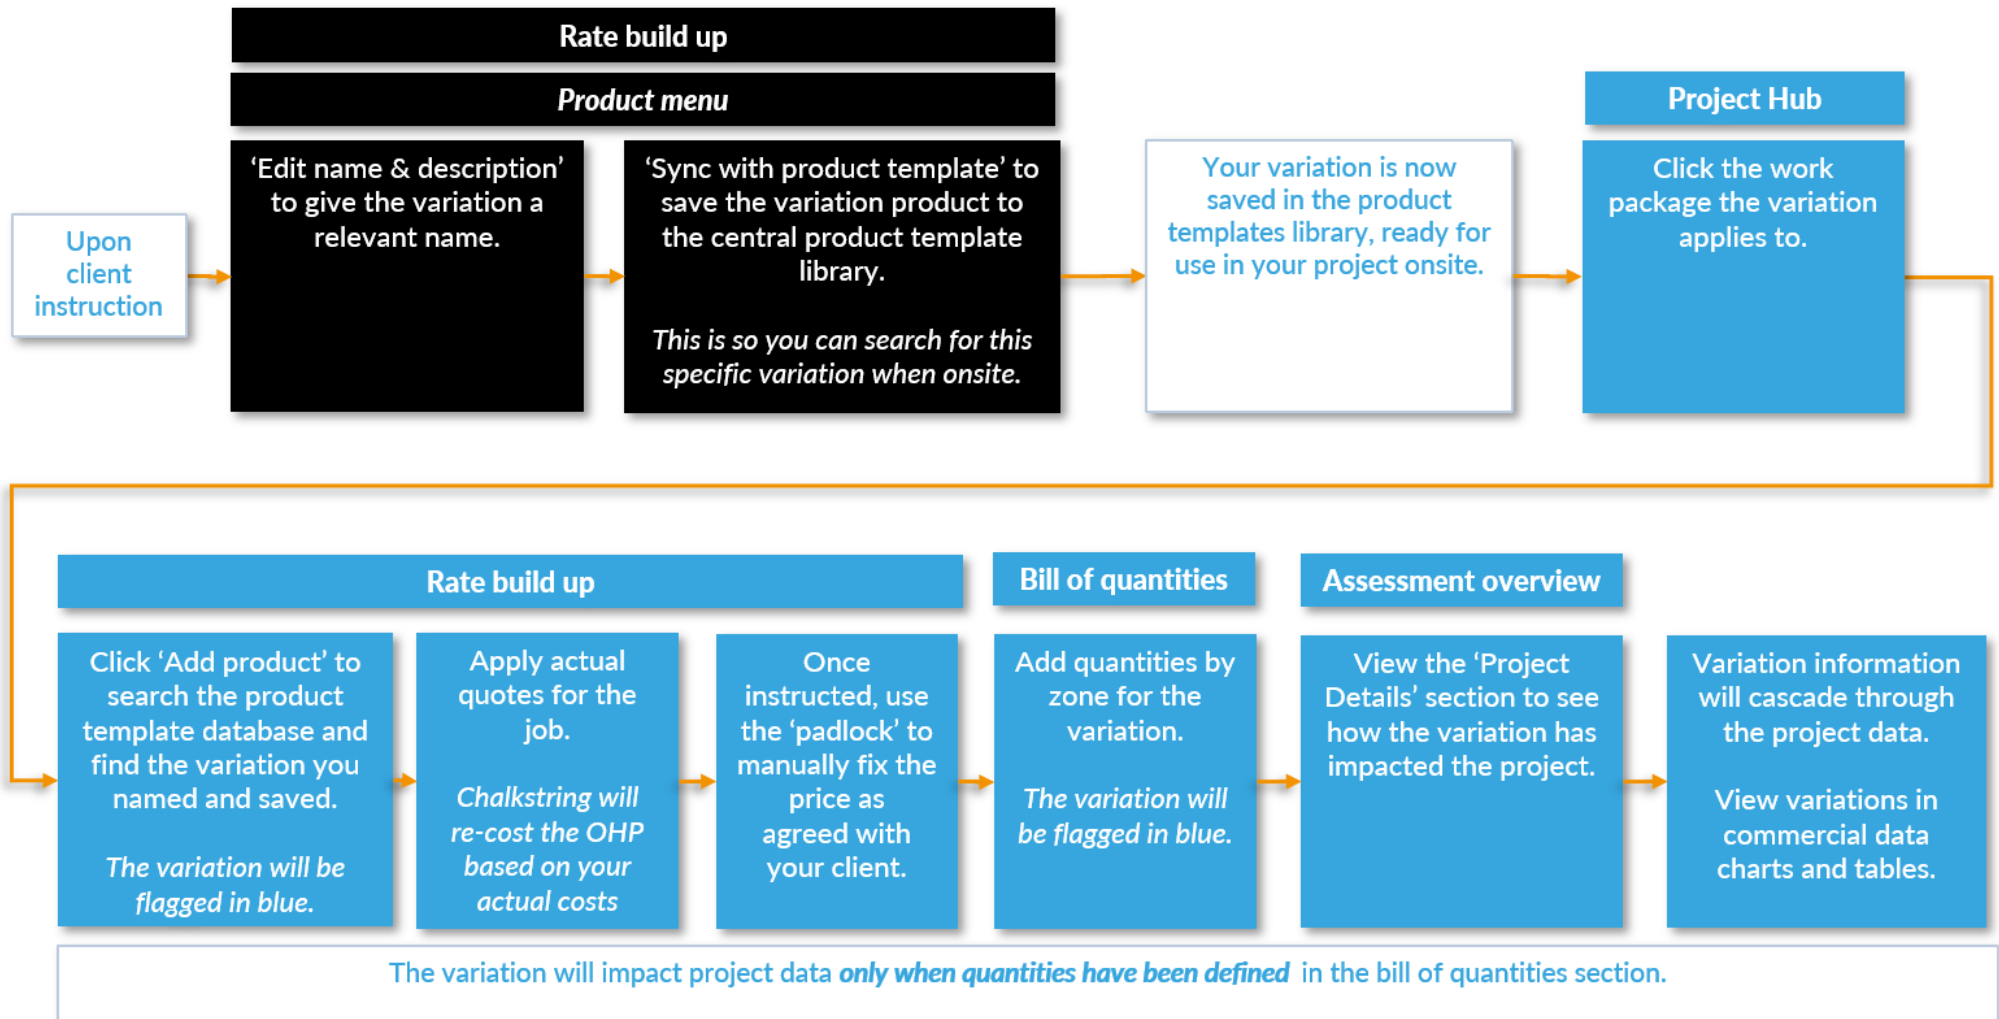 Rate build up
Product menu
Upon
client
instruction
‘Edit name & description’
to give the variation a
relevant name.
‘Sync with product template’ to
save the variation product to
the central product template
library.
This is so you can search for this
specific variation when onsite.
Your variation is now
saved in the product
templates library, ready for
use in your project onsite.
Project Hub
Click the work
package the variation
applies to.
Rate build up
Click ‘Add product’ to
search the product
template database and
find the variation you
named and saved.
The variation will be
flagged in blue.
Apply actual
quotes for the
job.
Chalkstring will
re-cost the OHP
based on your
actual costs
Once
instructed, use
the ‘padlock’ to
manually fix the
price as
agreed with
your client.
Bill of quantities
Add quantities by
zone for the
variation.
The variation will
be flagged in blue.
Assessment overview
View the ‘Project
Details’ section to see
how the variation has
impacted the project.
Variation information
will cascade through
the project data.
View variations in
commercial data
charts and tables.
The variation will impact project data only when quantities have been defined in the bill of quantities section.